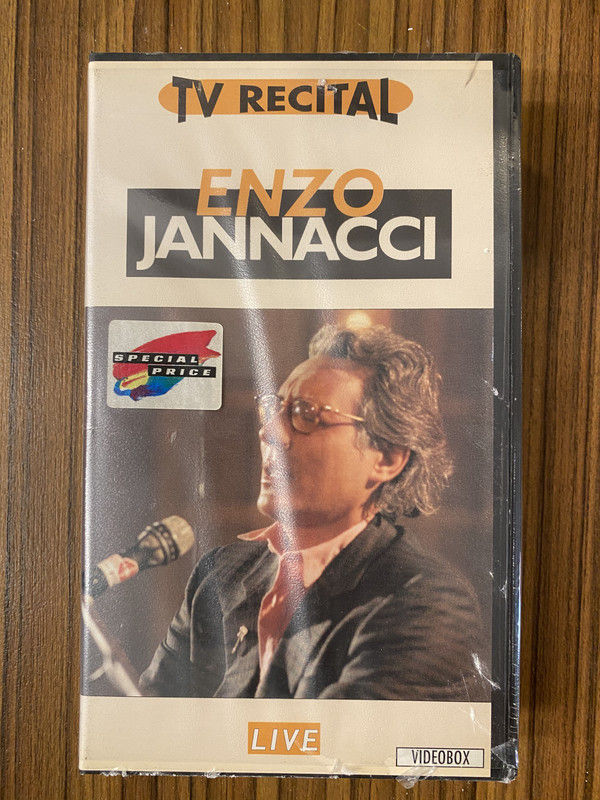 TV RECITAL
ENZO
JANNACCI
SPECIAL
PRICE
LIVE
VIDEOBOX